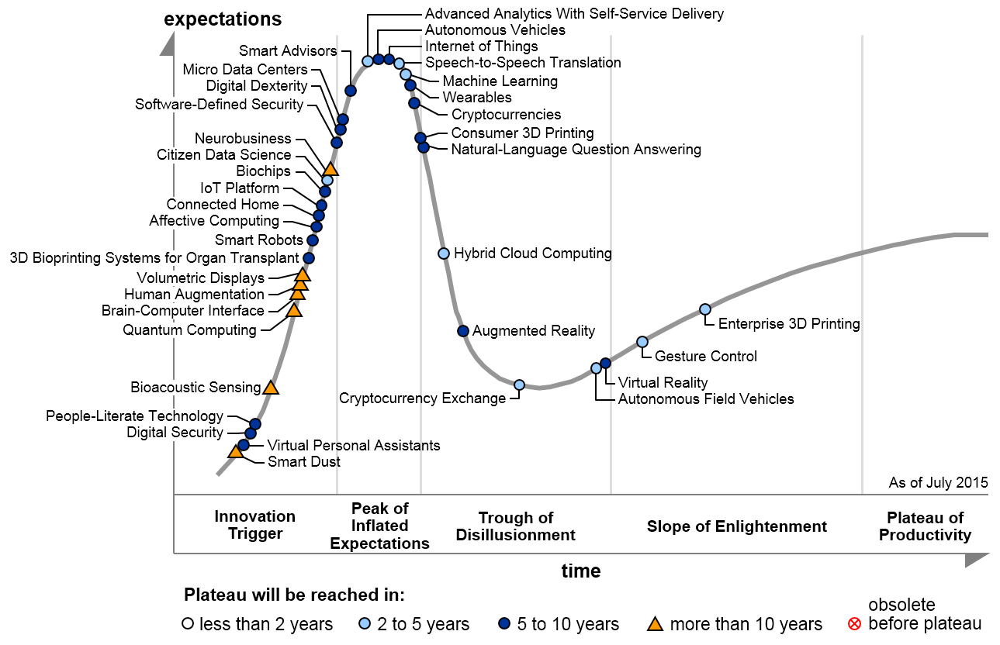 expectations
Advanced Analytics With Self-Service Delivery
Autonomous Vehicles
Internet of Things
Speech-to-Speech Translation
Machine Learning
Wearables
Cryptocurrencies
Consumer 3D Printing
Natural-Language Question Answering
Smart Advisors
Micro Data Centers
Digital Dexterity
Software-Defined Security
Neurobusiness
Citizen Data Science
Biochips
IoT Platform
Connected Home
Affective Computing
Smart Robots
3D Bioprinting Systems for Organ Transplant
Volumetric Displays
Human Augmentation
Brain-Computer Interface
Quantum Computing
Bioacoustic Sensing
People-Literate Technology
Digital Security
Virtual Personal Assistants
Smart Dust
Hybrid Cloud Computing
Augmented Reality
Cryptocurrency Exchange
Enterprise 3D Printing
Gesture Control
Virtual Reality
Autonomous Field Vehicles
As of July 2015
Innovation
Trigger
Peak of
Inflated
Expectations
Trough of
Disillusionment
Slope of Enlightenment
Plateau of
Productivity
time
Plateau will be reached in:
less than 2 years
2 to 5 years
5 to 10 years
more than 10 years
obsolete
before plateau